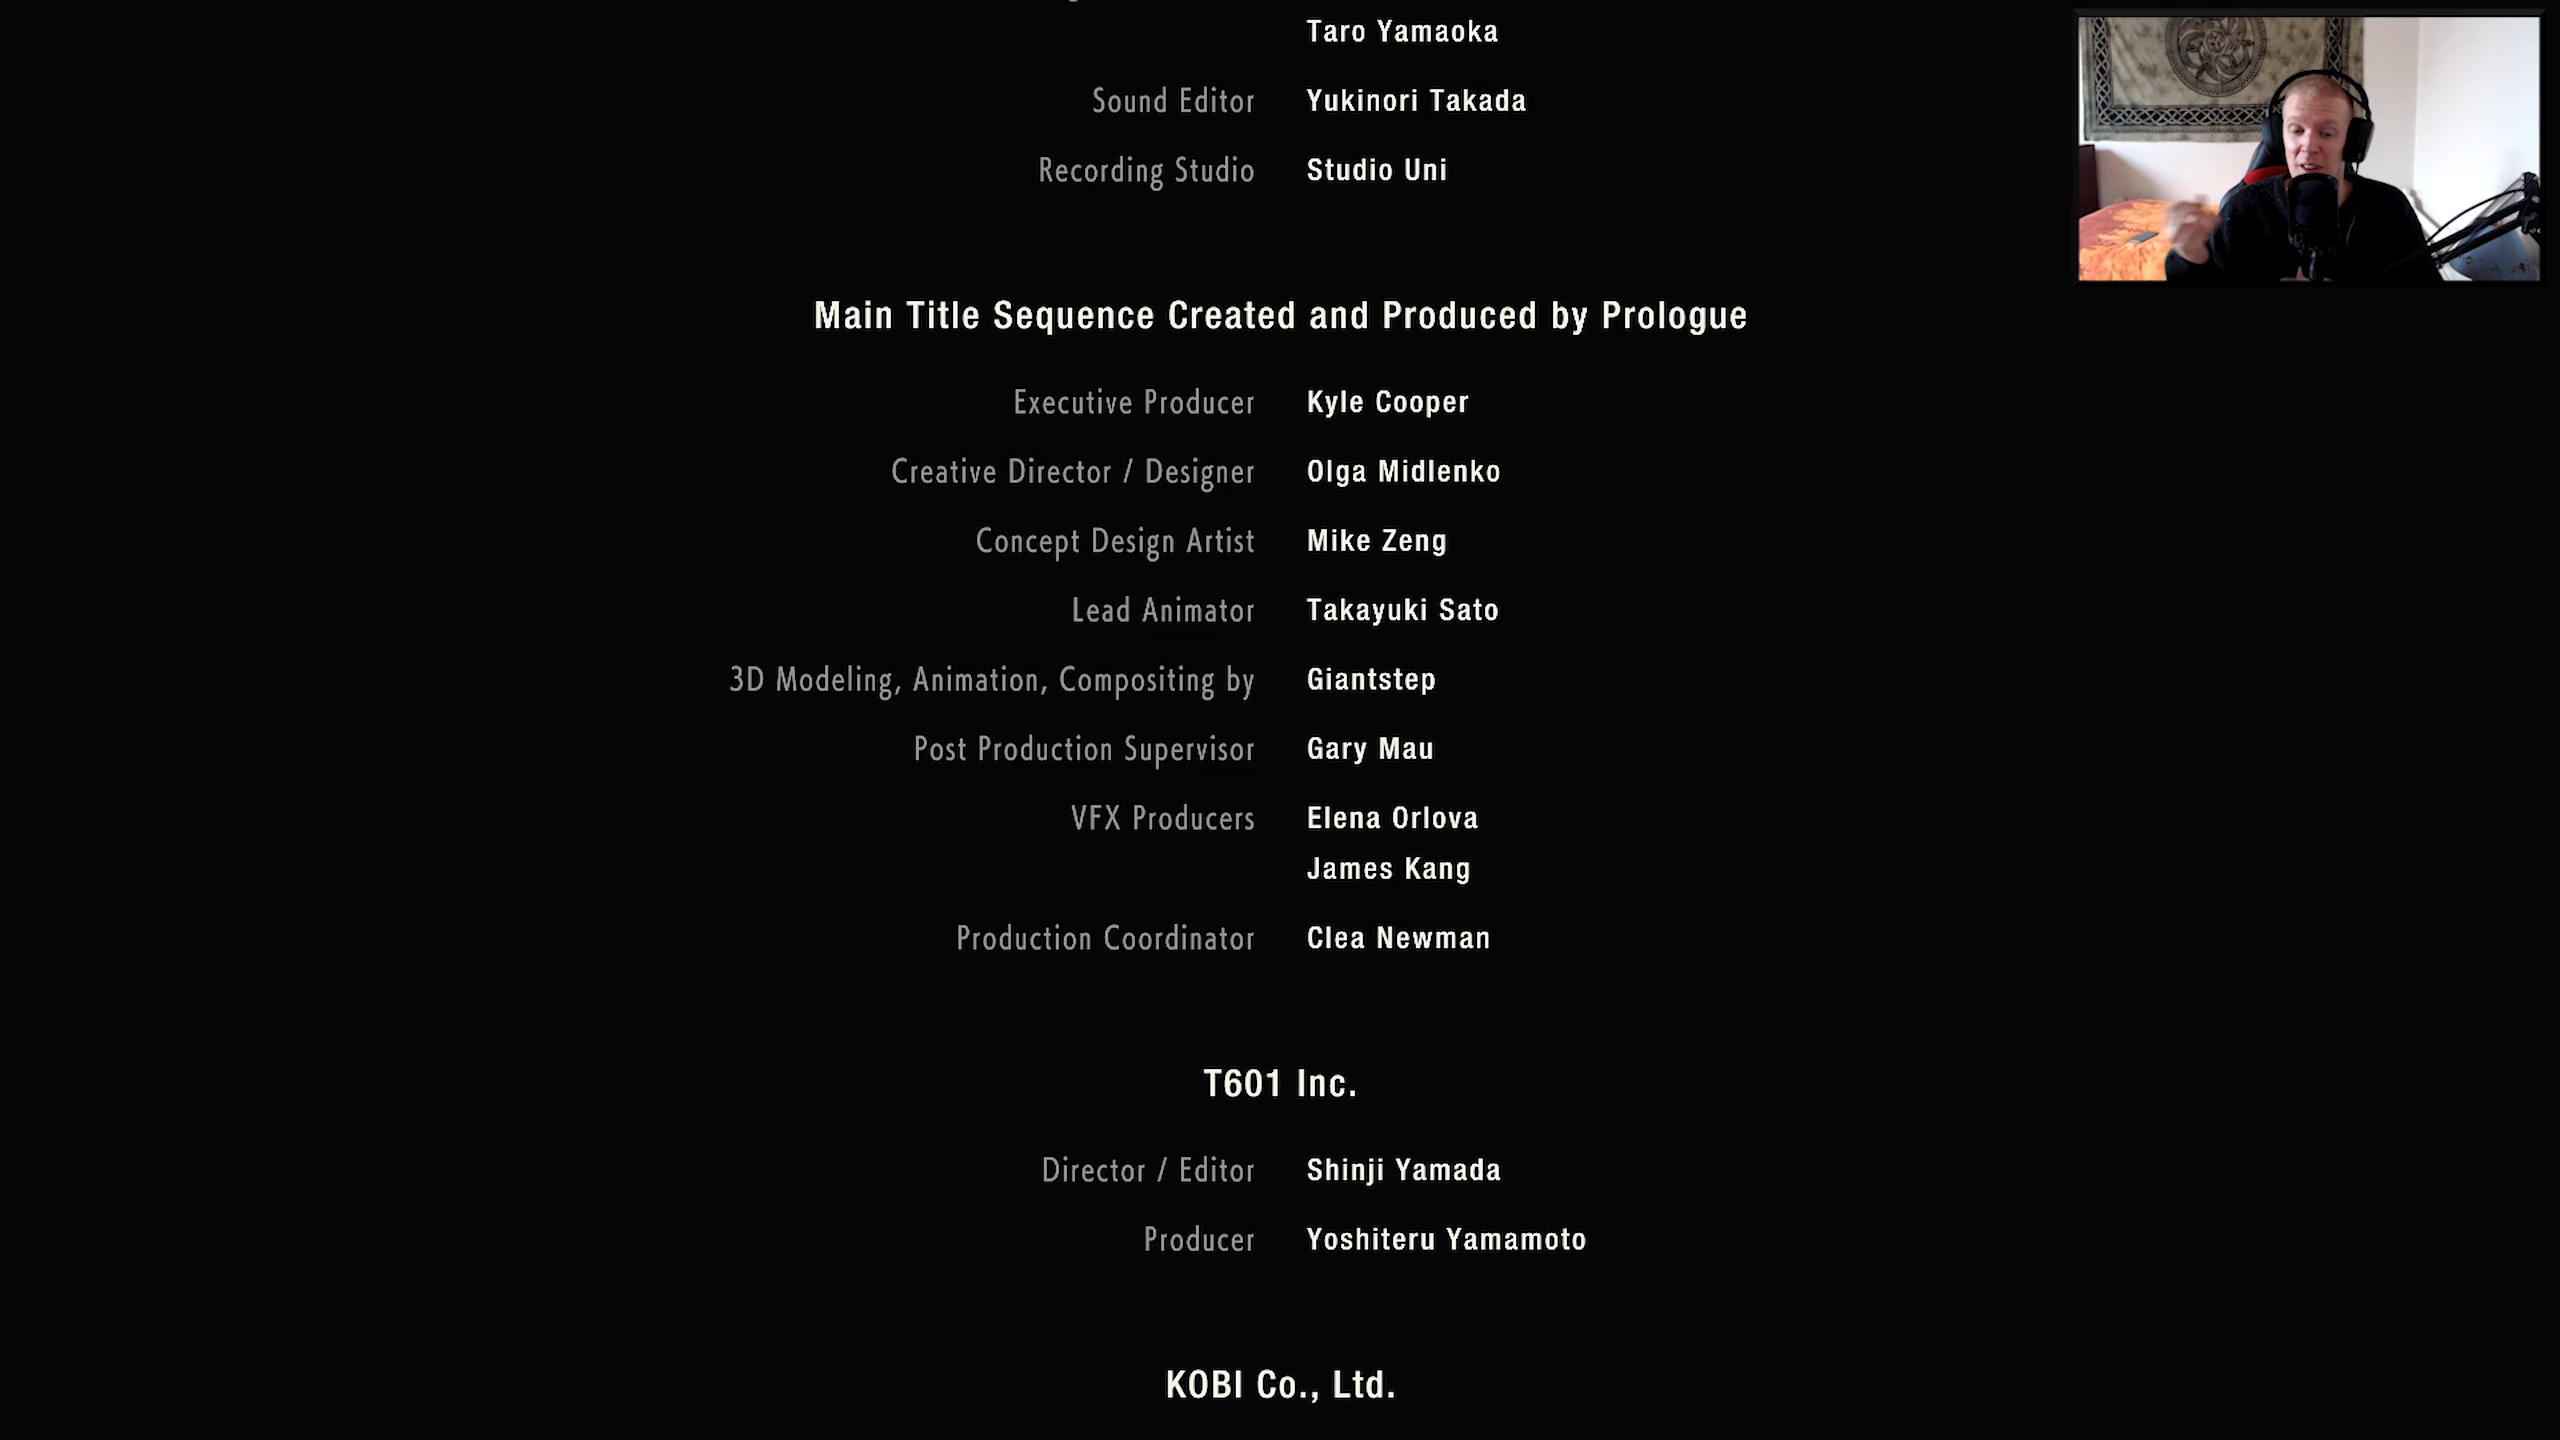 Taro Yamaoka
Sound Editor Yukinori Takada
Recording Studio Studio Uni
Main Title Sequence Created and Produced by Prologue
Executive Producer Kyle Cooper
Creative Director / Designer Olga Midlenko
Concept Design Artist Mike Zeng
Lead Animator Takayuki Sato
3D Modeling, Animation, Compositing by Giantstep
Post Production Supervisor Gary Mau
VFX Producers Elena Orlova
James Kang
Production Coordinator Clea Newman
T601 Inc.
Director / Editor Shinji Yamada
Producer Yoshiteru Yamamoto
KOBI Co., Ltd.